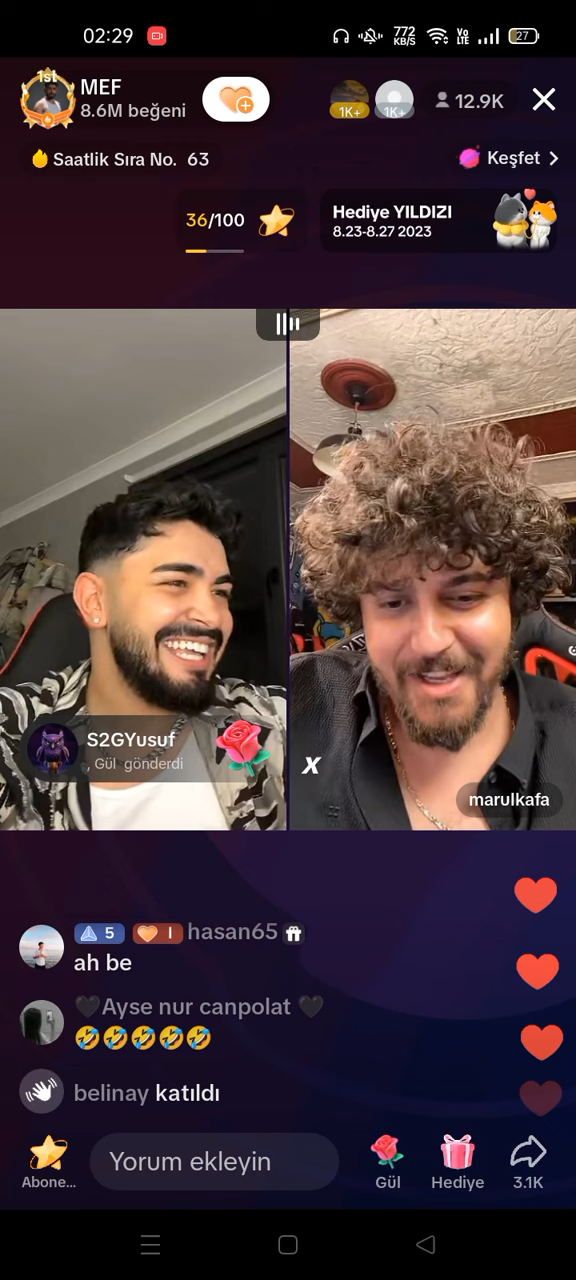 02:29
772
KB/S
Vo
LTE
27
1st
MEF
8.6M beğeni
1K+
1K+
12.9K
Saatlik Sıra No. 63
Keşfet
36/100
Hediye YILDIZI
8.23-8.27 2023
S2GYusuf
, Gül gönderdi
x
marulkafa
5
I
hasan65
ah be
🖤Ayse nur canpolat 🖤
🤣🤣🤣🤣🤣
belinay katıldı
Abone...
Yorum ekleyin
Gül
Hediye
3.1K